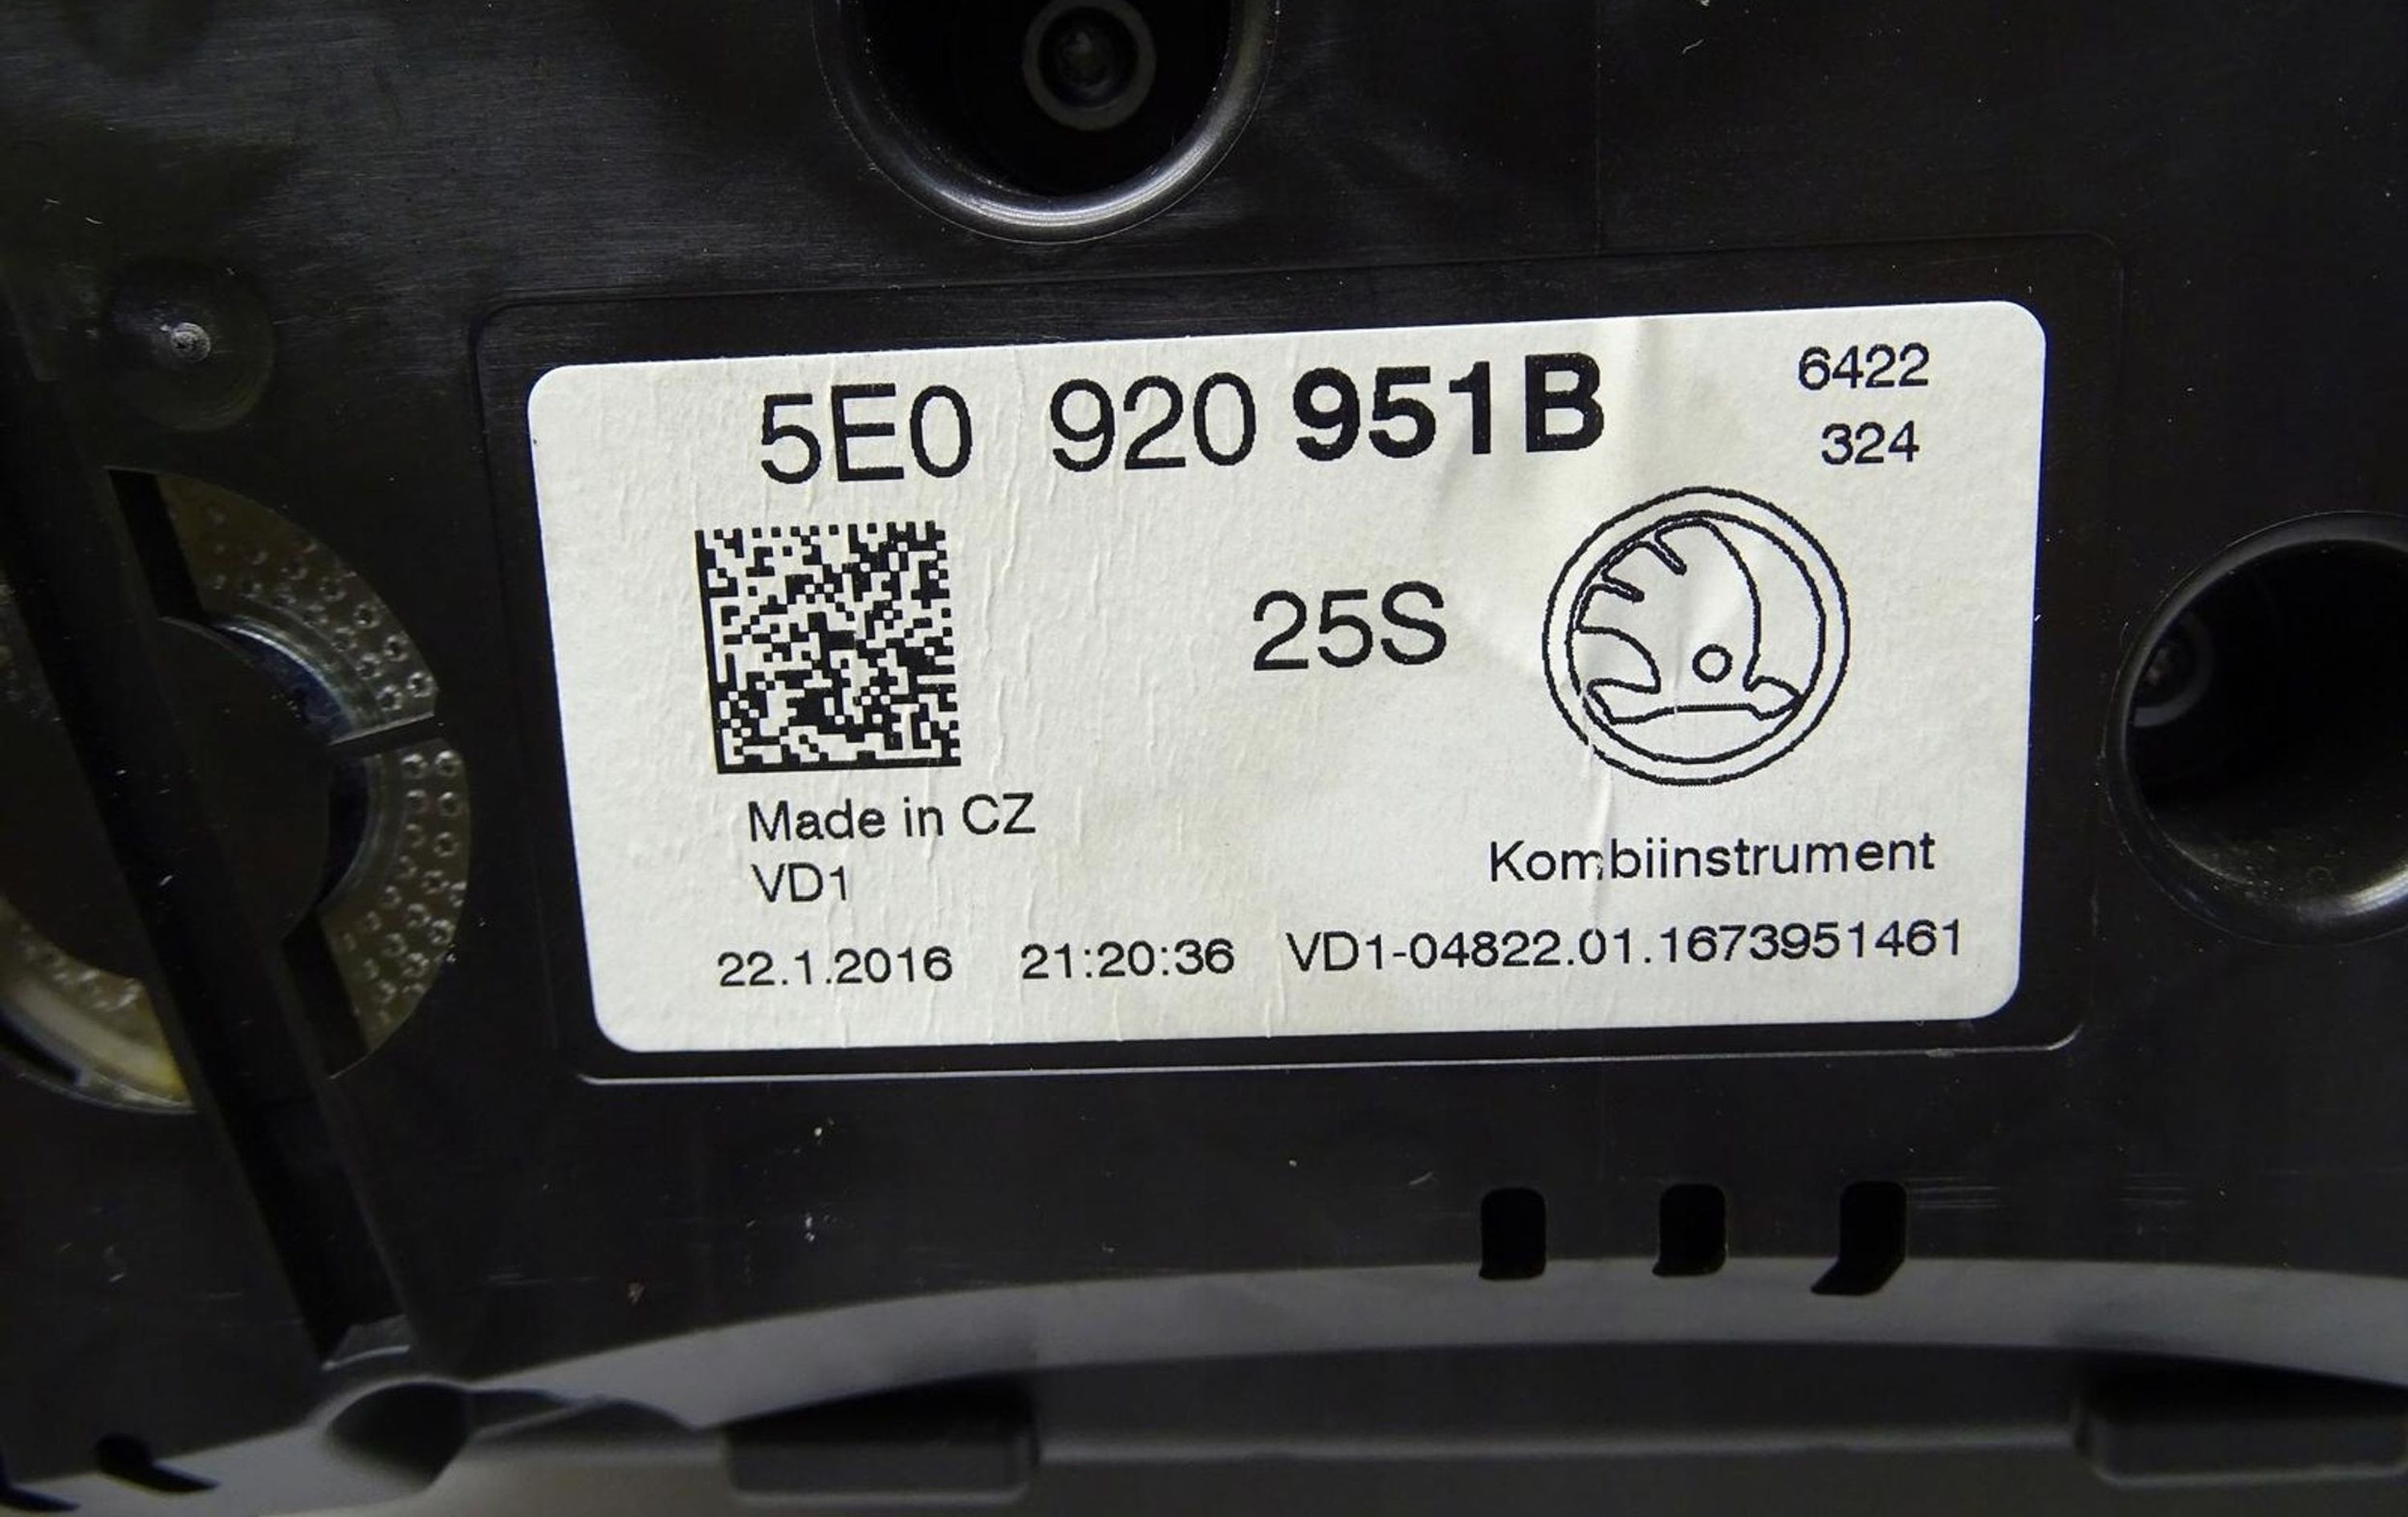 5E0 920 951B
6422
324
25S
Made in CZ
VD1
Kombiinstrument
22.1.2016 21:20:36 VD1-04822.01.1673951461